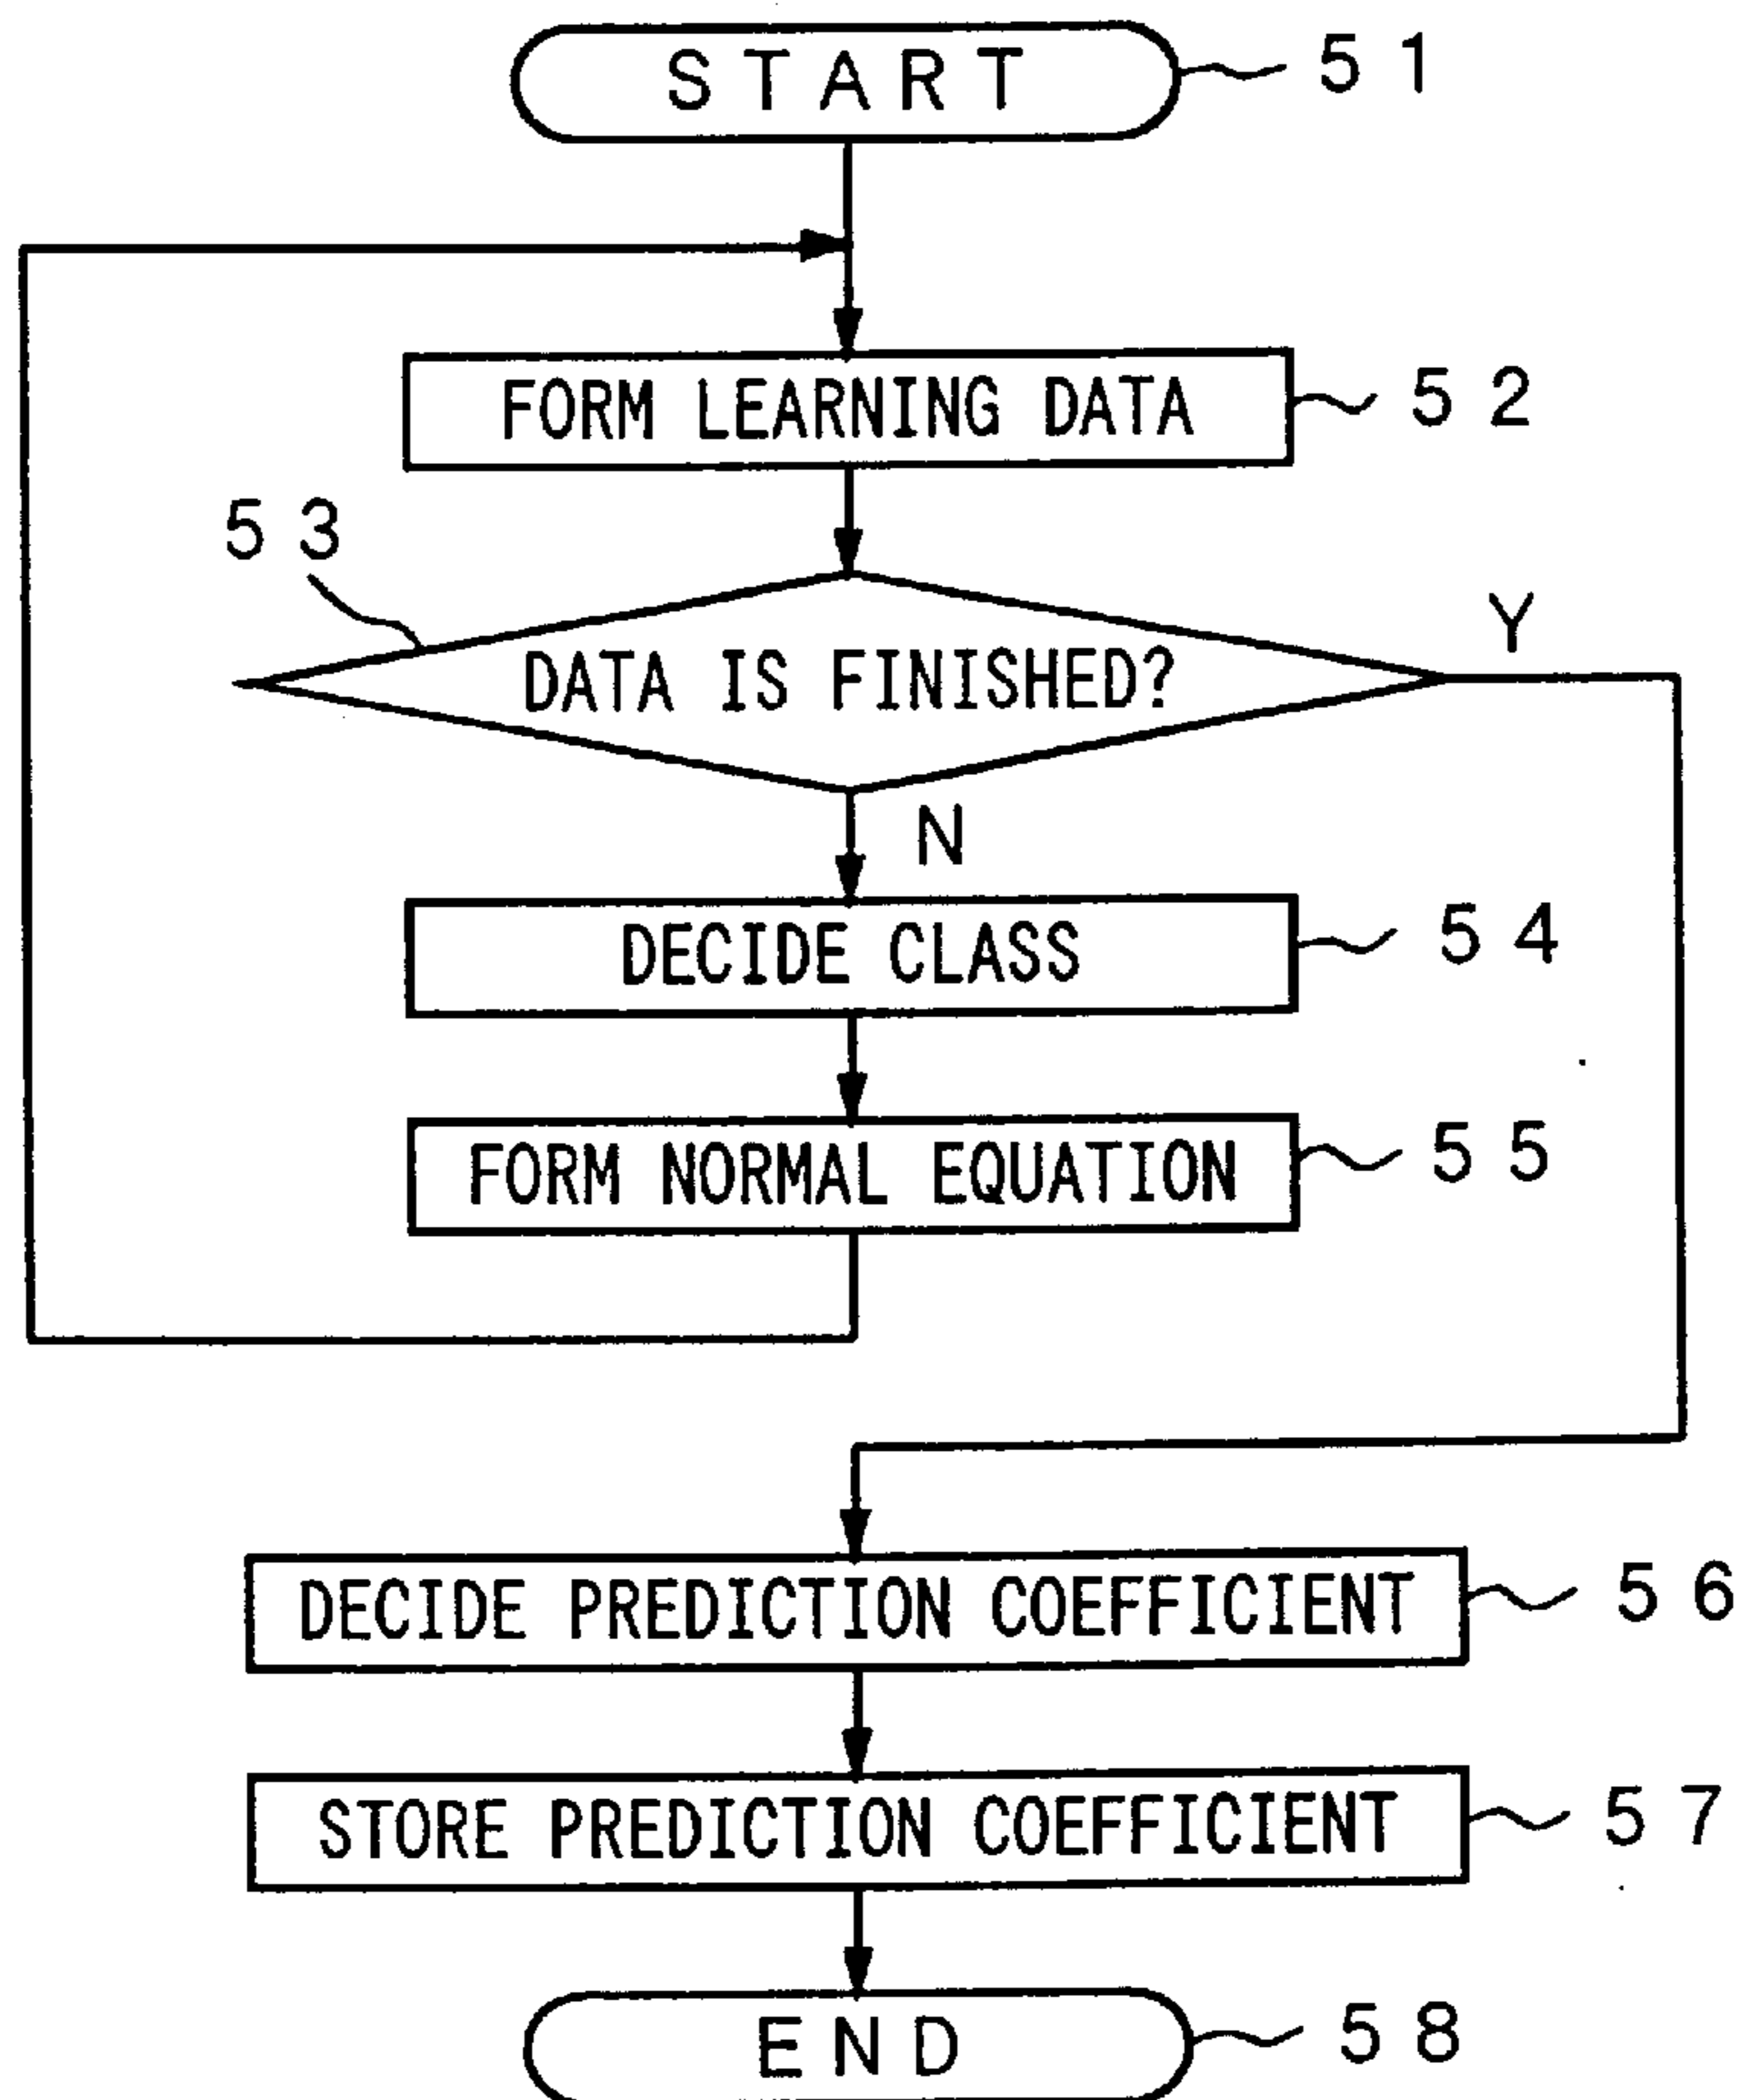 START 51
FORM LEARNING DATA 52
53
DATA IS FINISHED? Y
N
DECIDE CLASS 54
FORM NORMAL EQUATION 55
DECIDE PREDICTION COEFFICIENT 56
STORE PREDICTION COEFFICIENT 57
END 58